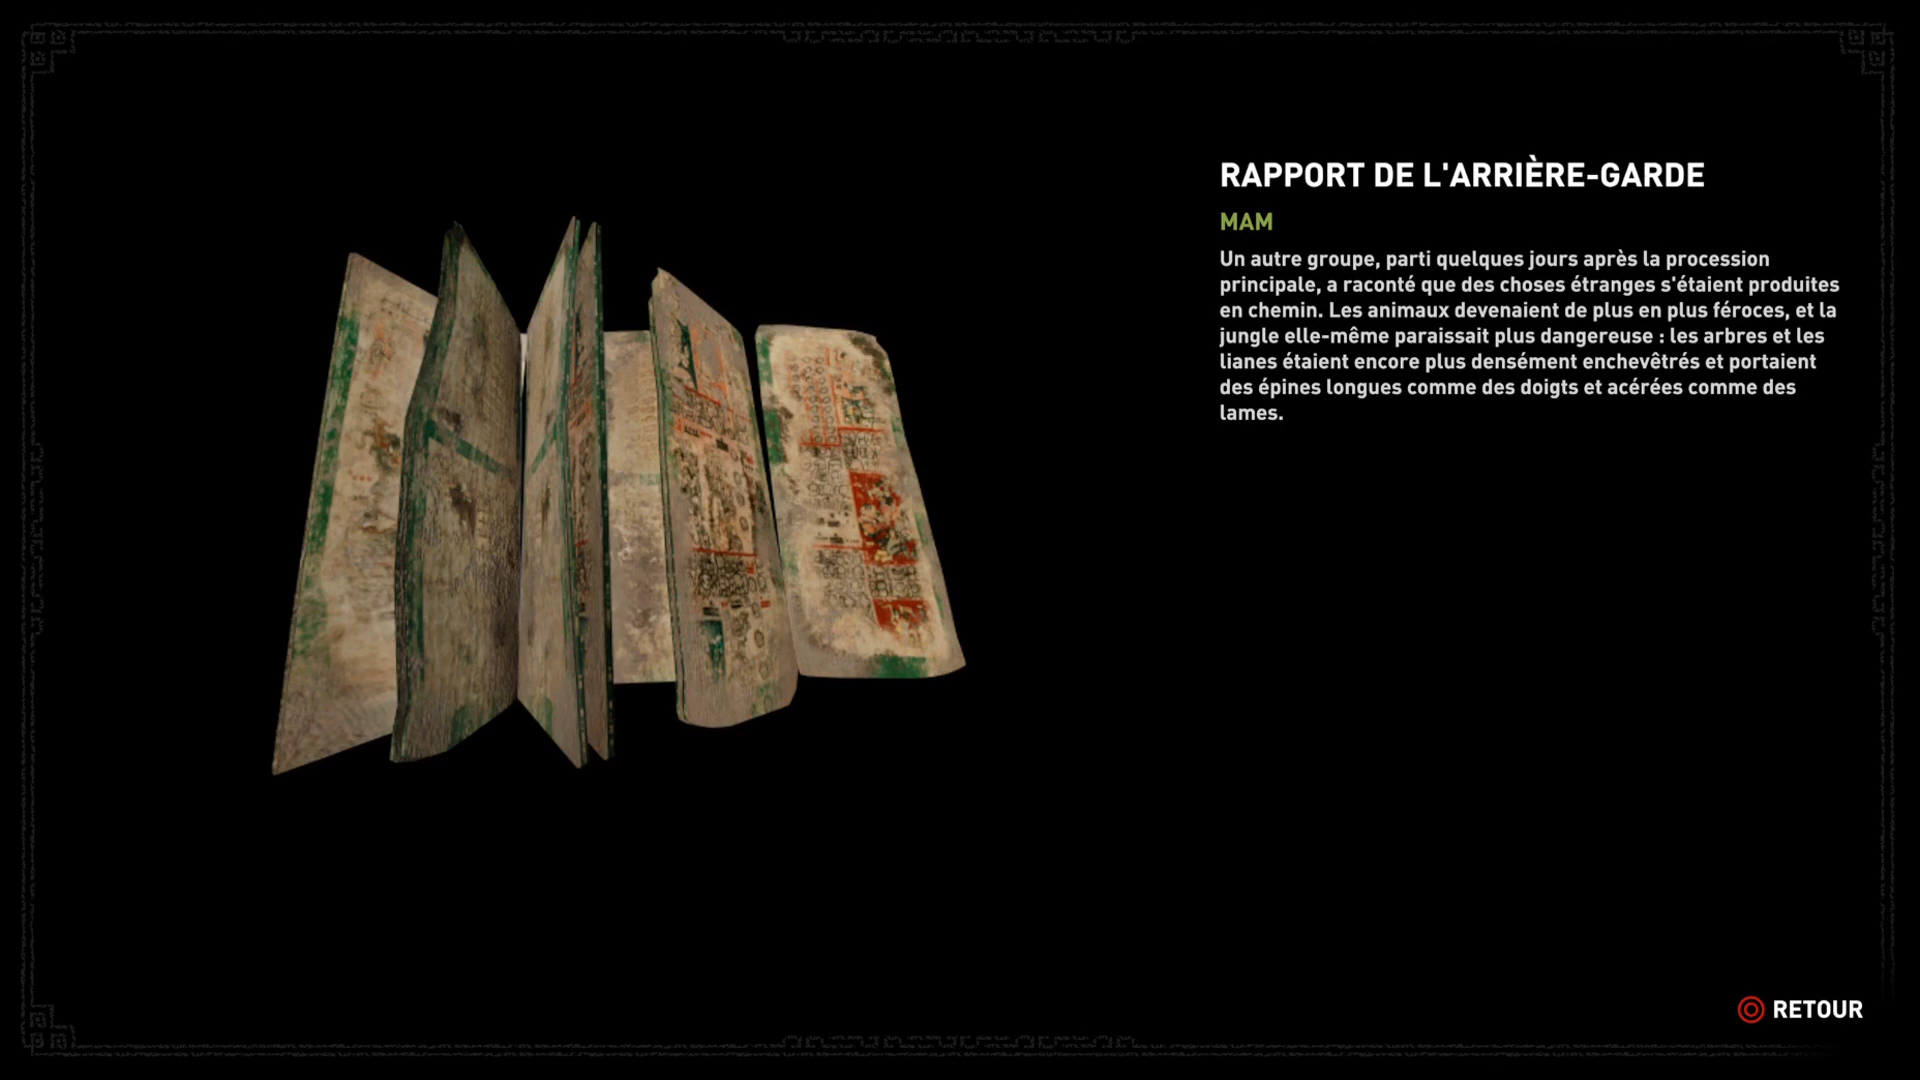 RAPPORT DE L'ARRIÈRE-GARDE
MAM
Un autre groupe, parti quelques jours après la procession
principale, a raconté que des choses étranges s'étaient produites
en chemin. Les animaux devenaient de plus en plus féroces, et la
jungle elle-même paraissait plus dangereuse : les arbres et les
lianes étaient encore plus densément enchevêtrés et portaient
des épines longues comme des doigts et acérées comme des
lames.
RETOUR